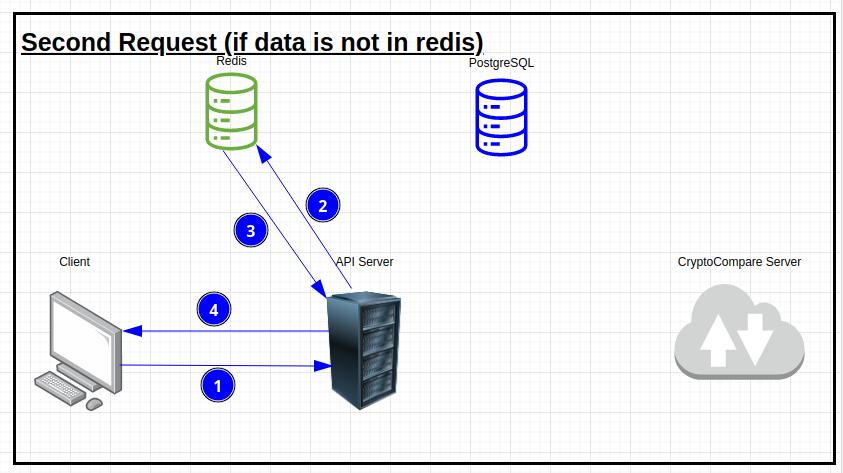 Second Request (if data is not in redis)
Redis
PostgreSQL
2
3
Client
API Server
CryptoCompare Server
4
1